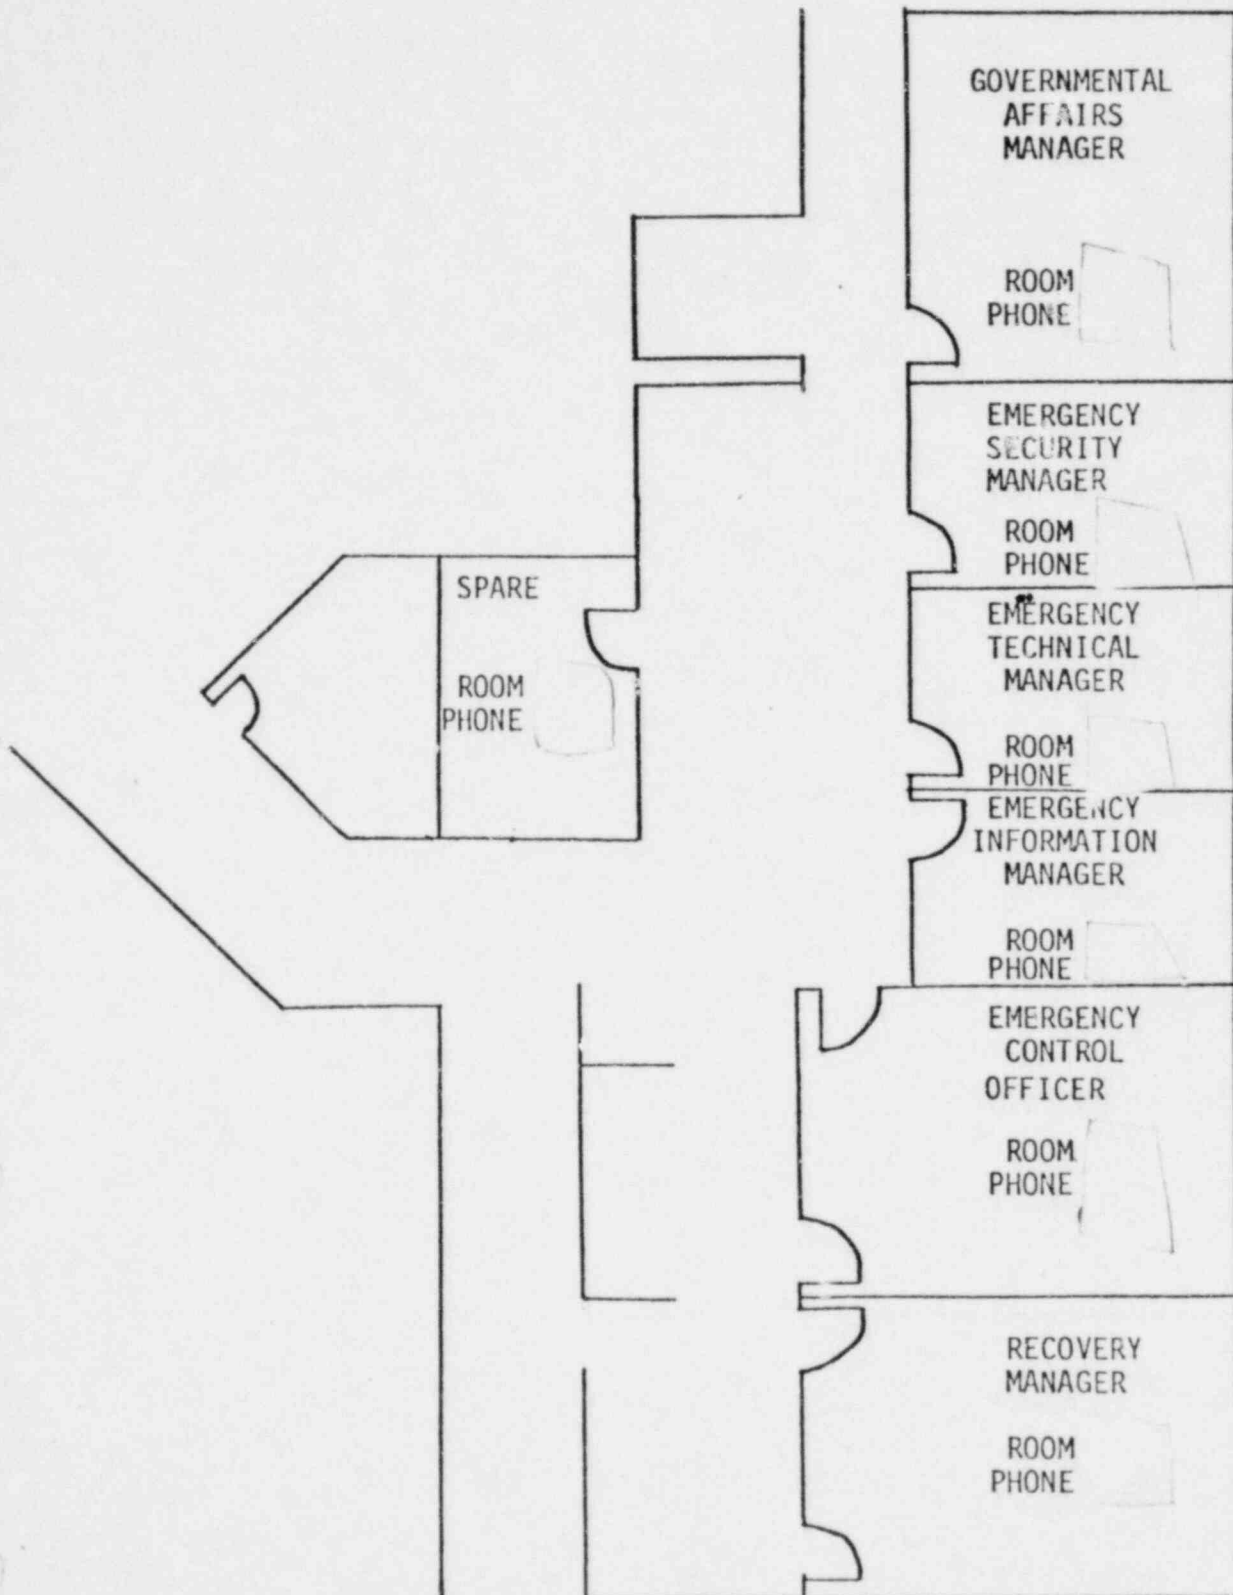 GOVERNMENTAL
AFFAIRS
MANAGER
ROOM
PHONE
EMERGENCY
SECURITY
MANAGER
ROOM
PHONE
SPARE
ROOM
PHONE
EMERGENCY
TECHNICAL
MANAGER
ROOM
PHONE
EMERGENCY
INFORMATION
MANAGER
ROOM
PHONE
EMERGENCY
CONTROL
OFFICER
ROOM
PHONE
RECOVERY
MANAGER
ROOM
PHONE